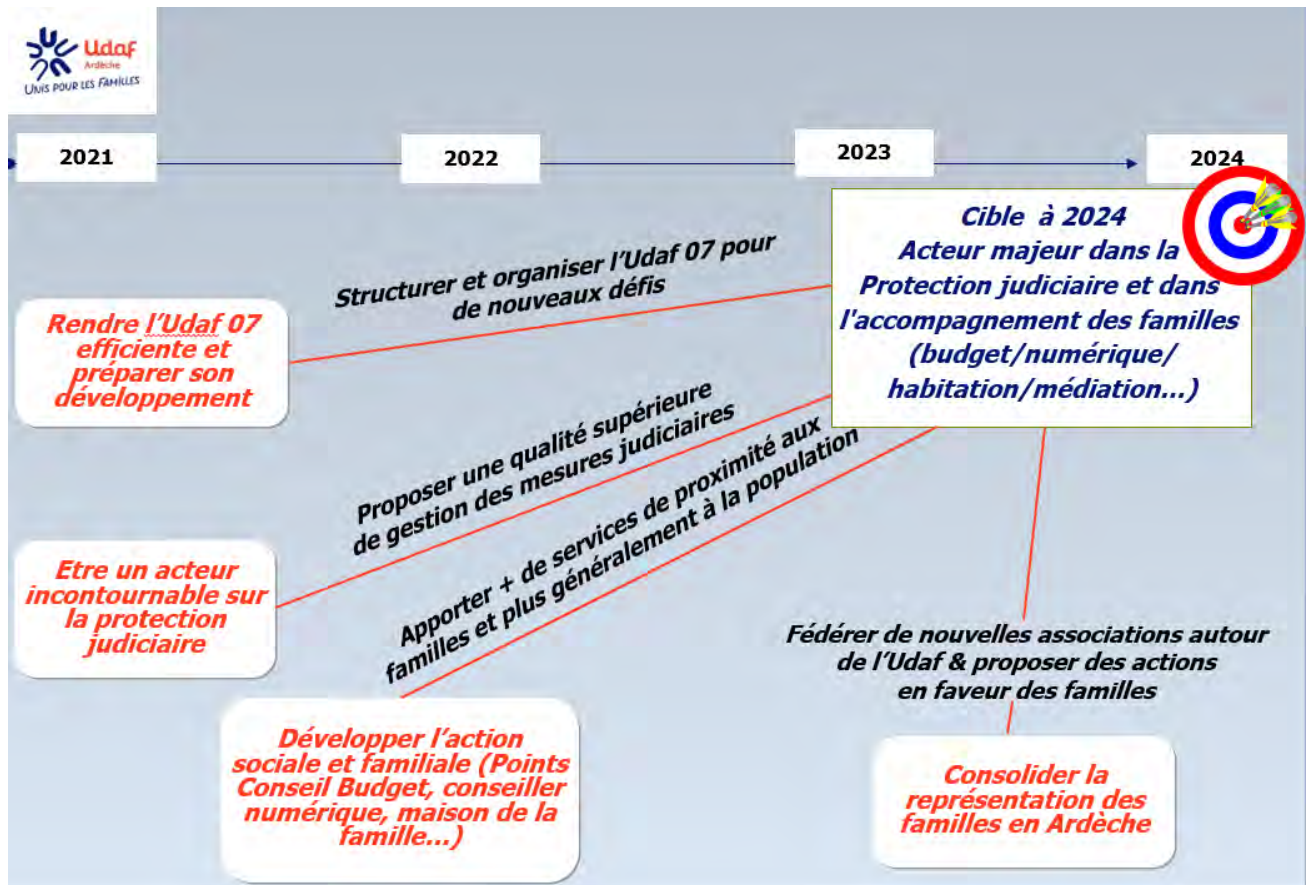 Udaf
Ardèche
UNIS POUR LES FAMILLES
2021
2022
2023
2024
Cible à 2024
Acteur majeur dans la
Protection judiciaire et dans
l'accompagnement des familles
(budget/numérique/
habitation/médiation...)
Structurer et organiser l'Udaf 07 pour
de nouveaux défis
Rendre l'Udaf 07
efficiente et
préparer son
développement
Proposer une qualité supérieure
de gestion des mesures judiciaires
Etre un acteur
incontournable sur
la protection
judiciaire
Apporter + de services de proximité aux
familles et plus généralement à la population
Développer l'action
sociale et familiale (Points
Conseil Budget, conseiller
numérique, maison de la
famille...)
Fédérer de nouvelles associations autour
de l'Udaf & proposer des actions
en faveur des familles
Consolider la
représentation des
familles en Ardèche